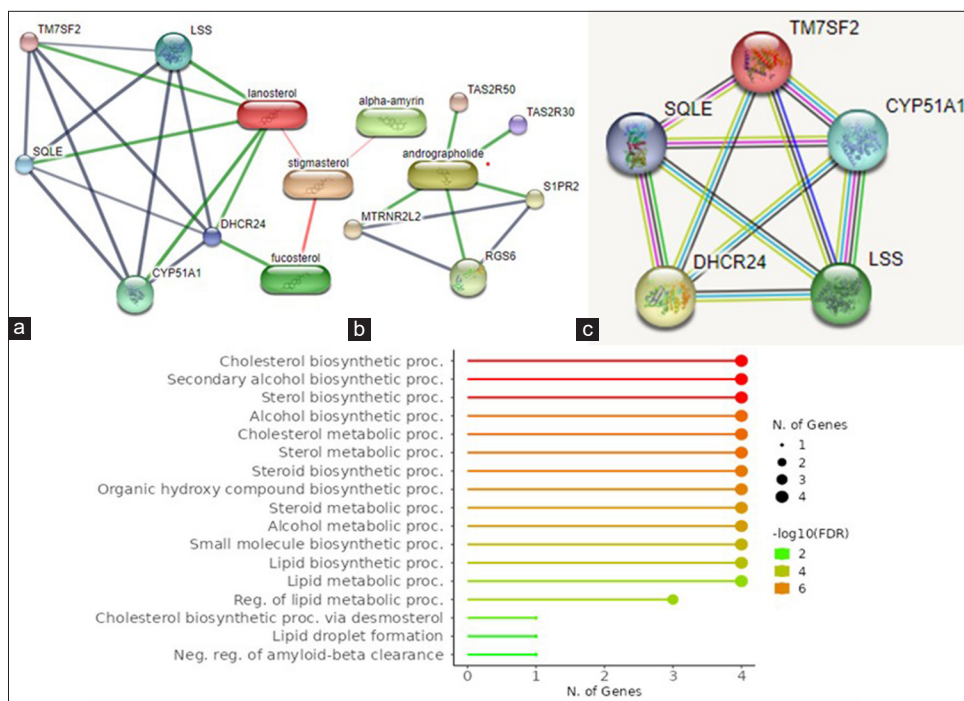 TM7SF2
LSS
lanosterol
SQLE
stigmasterol
DHCR24
CYP51A1
fucosterol
a
alpha-amyrin
TAS2R50
TAS2R30
andrographolide
S1PR2
MTRNR2L2
RGS6
b
TM7SF2
SQLE
CYP51A1
DHCR24
LSS
c
Cholesterol biosynthetic proc.
Secondary alcohol biosynthetic proc.
Sterol biosynthetic proc.
Alcohol biosynthetic proc.
Cholesterol metabolic proc.
Sterol metabolic proc.
Steroid biosynthetic proc.
Organic hydroxy compound biosynthetic proc.
Steroid metabolic proc.
Alcohol metabolic proc.
Small molecule biosynthetic proc.
Lipid biosynthetic proc.
Lipid metabolic proc.
Reg. of lipid metabolic proc.
Cholesterol biosynthetic proc. via desmosterol
Lipid droplet formation
Neg. reg. of amyloid-beta clearance
0 1 2 3 4
N. of Genes
N. of Genes
1
2
3
4
-log10(FDR)
2
4
6